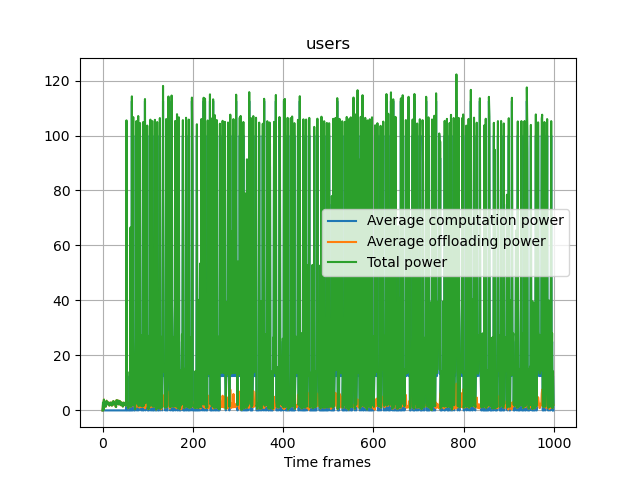 users
120
100
80
60
40
20
0
Average computation power
Average offloading power
Total power
0 200 400 600 800 1000
Time frames